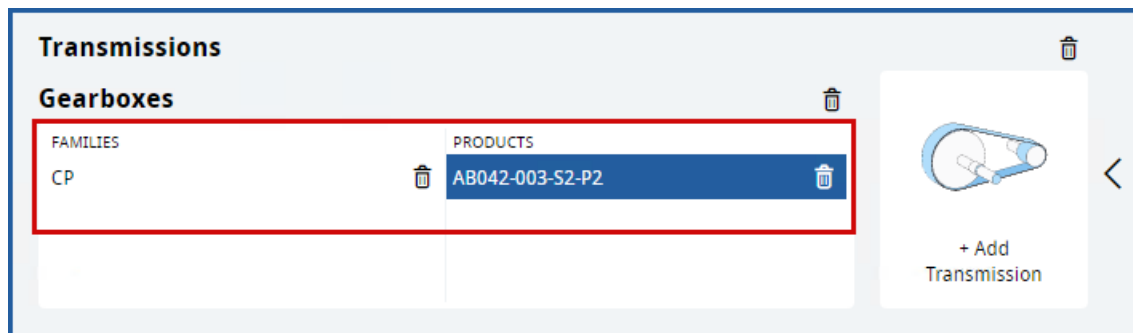 Transmissions
Gearboxes
FAMILIES
PRODUCTS
CP
AB042-003-S2-P2
+ Add
Transmission